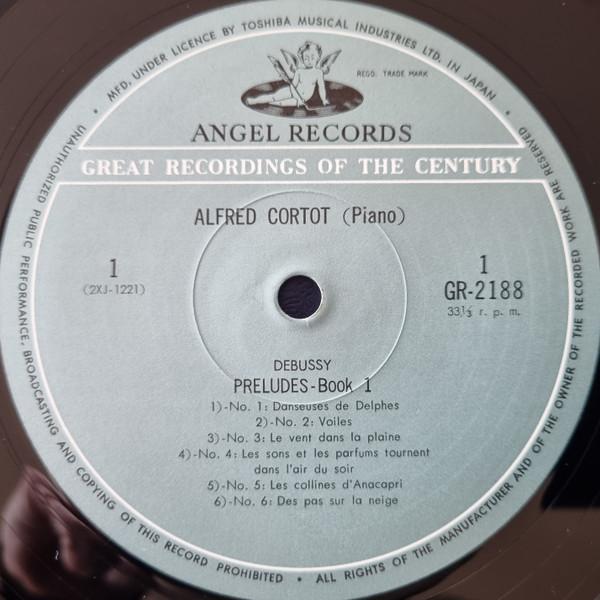 MFD. UNDER LICENCE BY TOSHIBA MUSICAL INDUSTRIES LTD. IN JAPAN
REGD. TRADE MARK
ANGEL RECORDS
GREAT RECORDINGS OF THE CENTURY
ALFRED CORTOT (Piano)
1
(2XJ-1221)
1
GR-2188
33⅓ r. p. m.
DEBUSSY
PRELUDES-Book 1
1)-No. 1: Danseuses de Delphes
2)-No. 2: Voiles
3)-No. 3: Le vent dans la plaine
4)-No. 4: Les sons et les parfums tournent
dans l'air du soir
5)-No. 5: Les collines d'Anacapri
6)-No. 6: Des pas sur la neige
UNAUTHORIZED PUBLIC PERFORMANCE, BROADCASTING AND COPYING OF THIS RECORD PROHIBITED • ALL RIGHTS OF THE MANUFACTURER AND OF THE OWNER OF THE RECORDED WORK ARE RESERVED